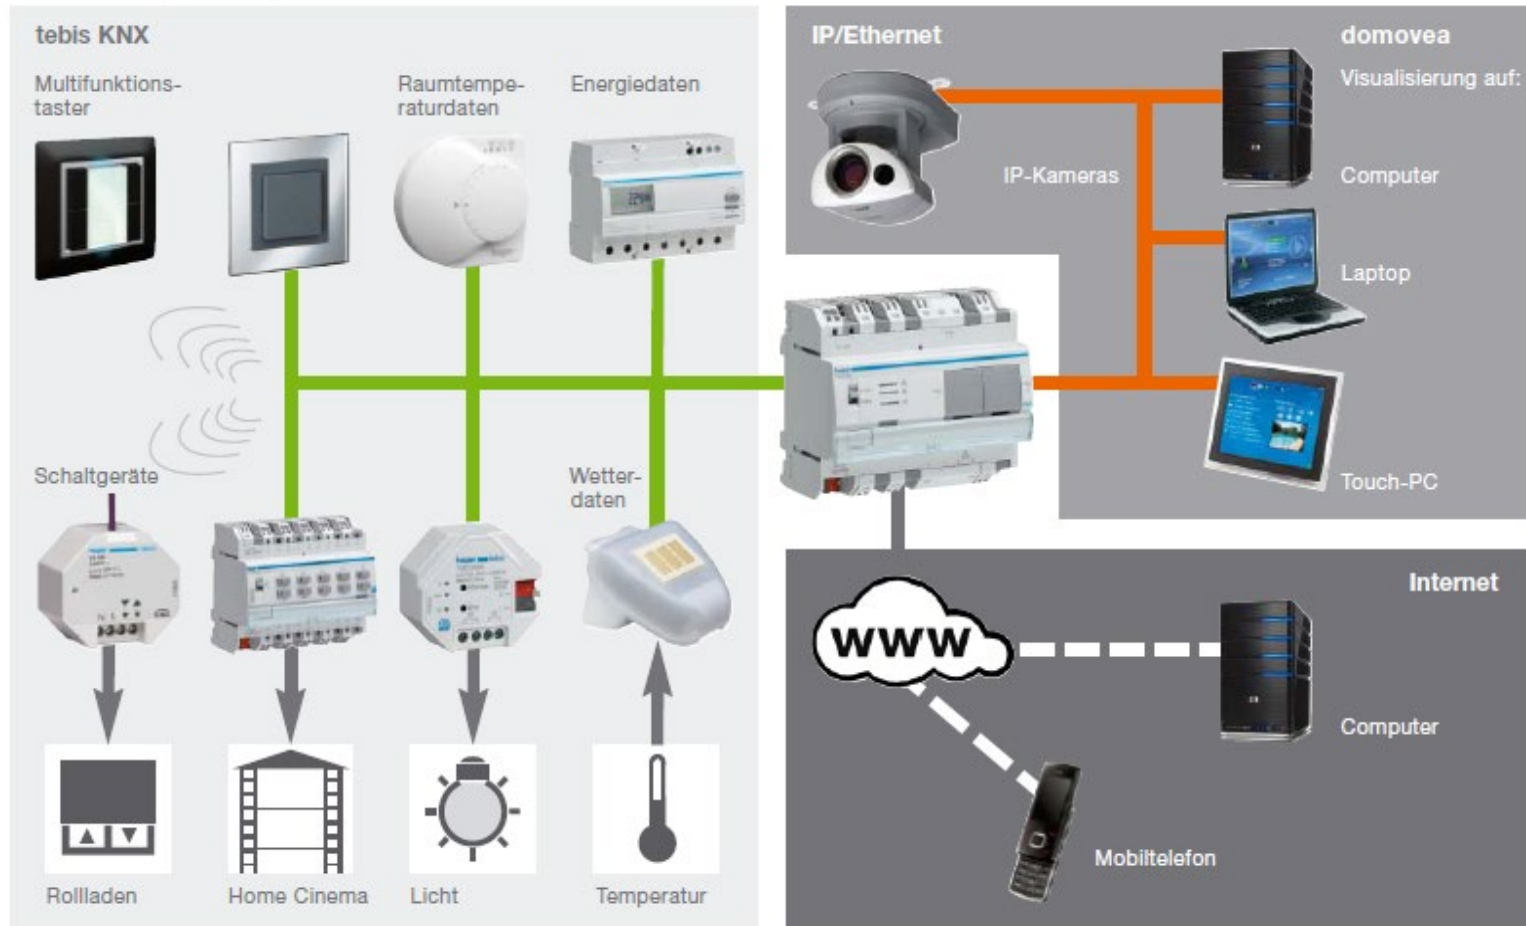 tebis KNX
Multifunktions-
taster
Raumtempe-
raturdaten
Energiedaten
Schaltgeräte
Wetter-
daten
Rollladen
Home Cinema
Licht
Temperatur
IP/Ethernet
domovea
Visualisierung auf:
IP-Kameras
Computer
Laptop
Touch-PC
Internet
www
Computer
Mobiltelefon